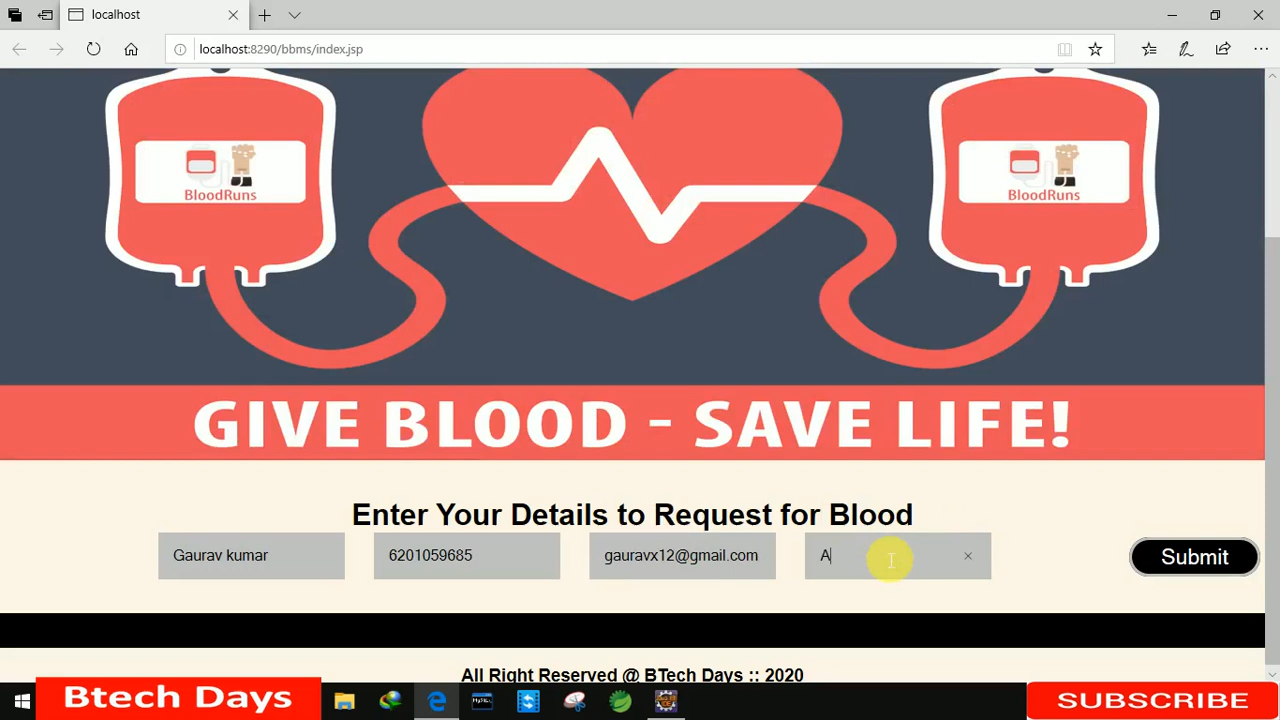 localhost
localhost:8290/bbms/index.jsp
BloodRuns
BloodRuns
GIVE BLOOD - SAVE LIFE!
Enter Your Details to Request for Blood
Gaurav kumar 6201059685 gauravx12@gmail.com A Submit
All Right Reserved @ BTech Days :: 2020
Btech Days
SUBSCRIBE